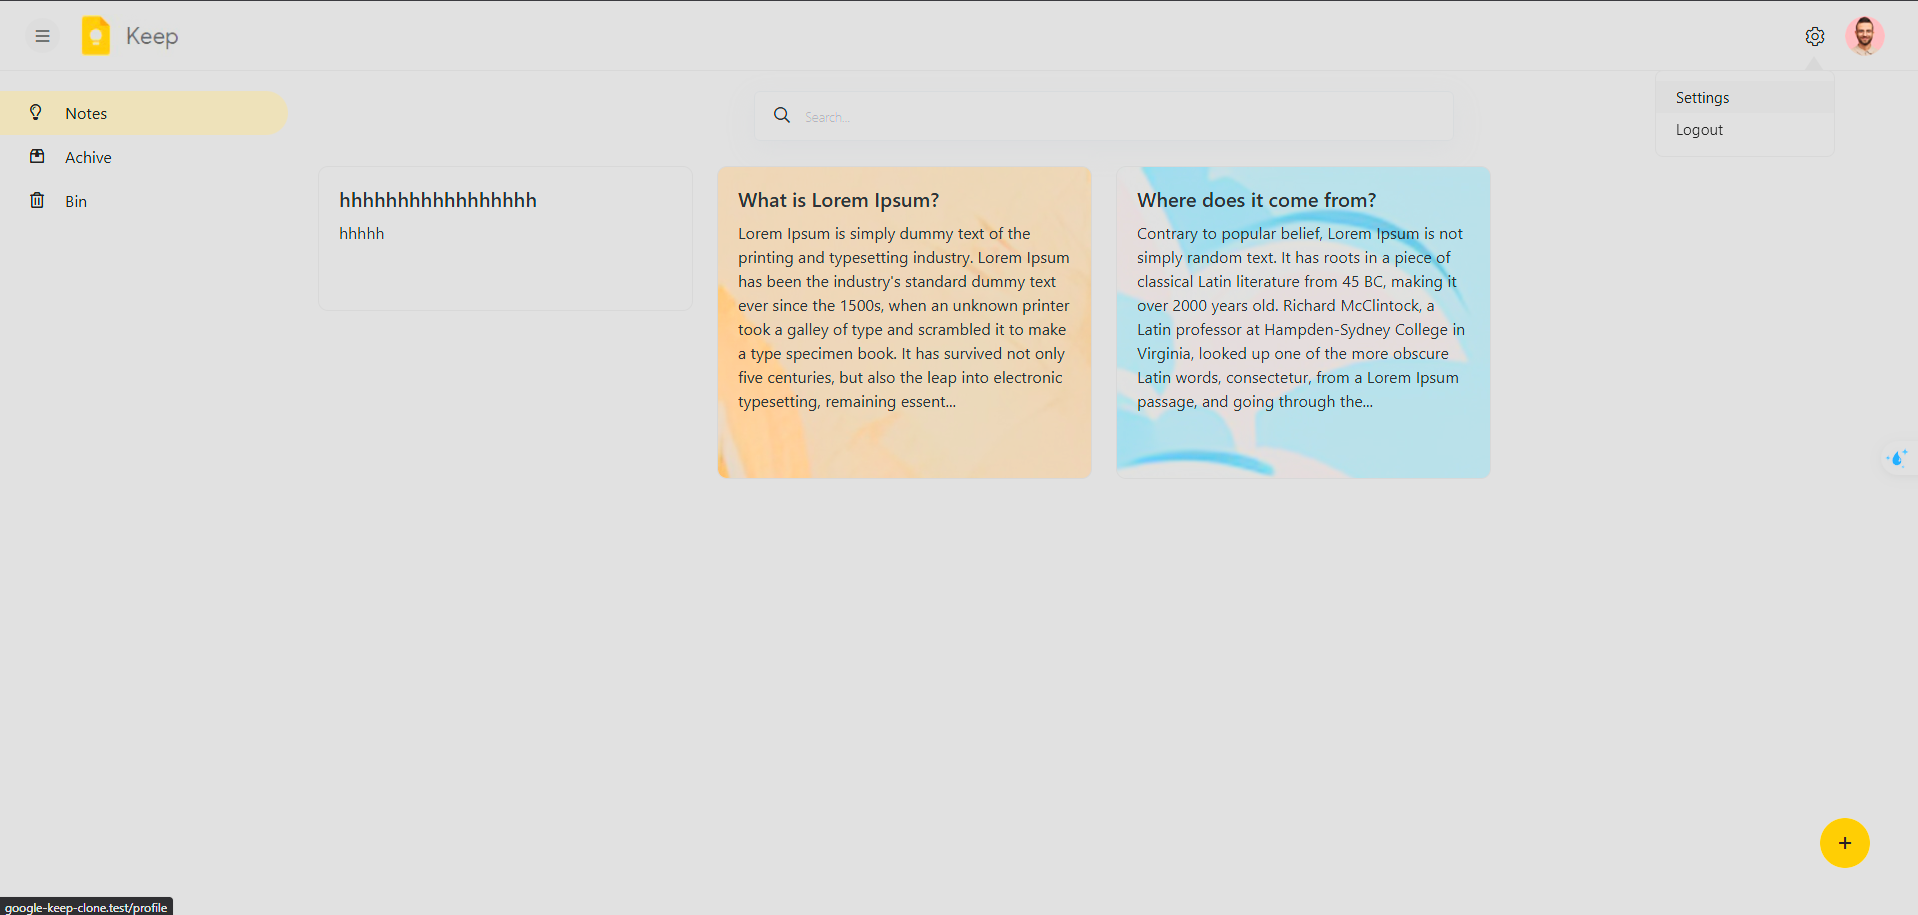 Keep
Settings
Logout
Notes
Achive
Bin
Search...
hhhhhhhhhhhhhhhhh
hhhhh
What is Lorem Ipsum?
Lorem Ipsum is simply dummy text of the
printing and typesetting industry. Lorem Ipsum
has been the industry's standard dummy text
ever since the 1500s, when an unknown printer
took a galley of type and scrambled it to make
a type specimen book. It has survived not only
five centuries, but also the leap into electronic
typesetting, remaining essent...
Where does it come from?
Contrary to popular belief, Lorem Ipsum is not
simply random text. It has roots in a piece of
classical Latin literature from 45 BC, making it
over 2000 years old. Richard McClintock, a
Latin professor at Hampden-Sydney College in
Virginia, looked up one of the more obscure
Latin words, consectetur, from a Lorem Ipsum
passage, and going through the...
+
google-keep-clone.test/profile